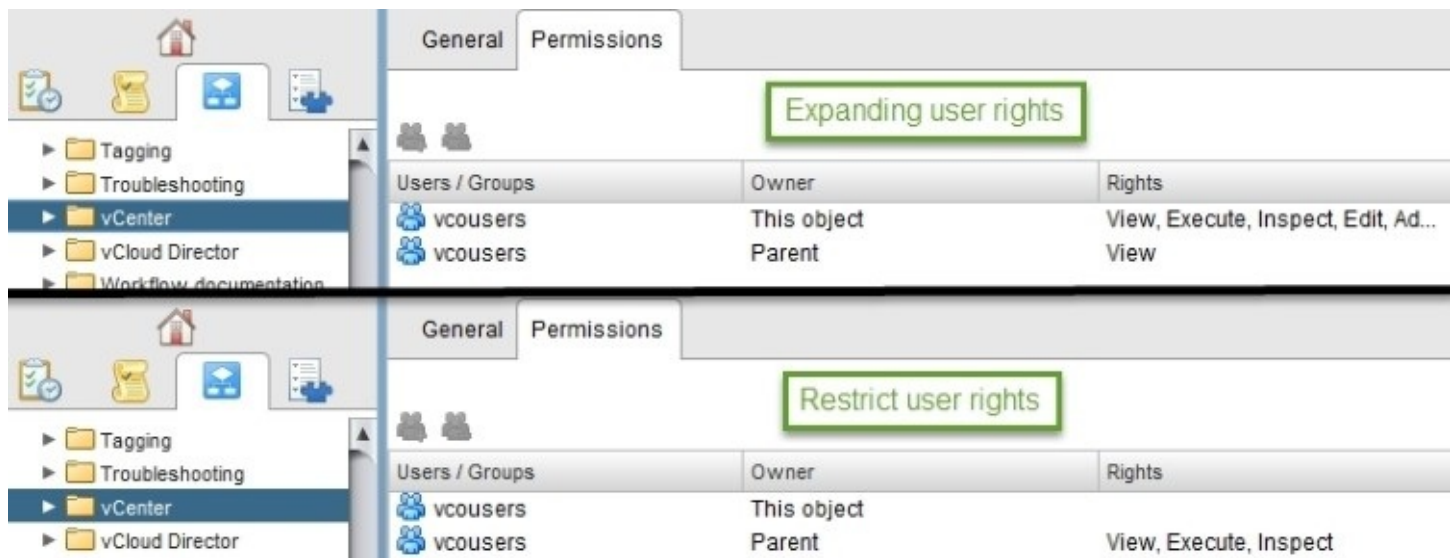 General Permissions
Expanding user rights
Tagging
Troubleshooting
vCenter
vCloud Director
Workflow documentation
Users / Groups Owner Rights
vcousers This object View, Execute, Inspect, Edit, Ad...
vcousers Parent View
General Permissions
Restrict user rights
Tagging
Troubleshooting
vCenter
vCloud Director
Users / Groups Owner Rights
vcousers This object
vcousers Parent View, Execute, Inspect